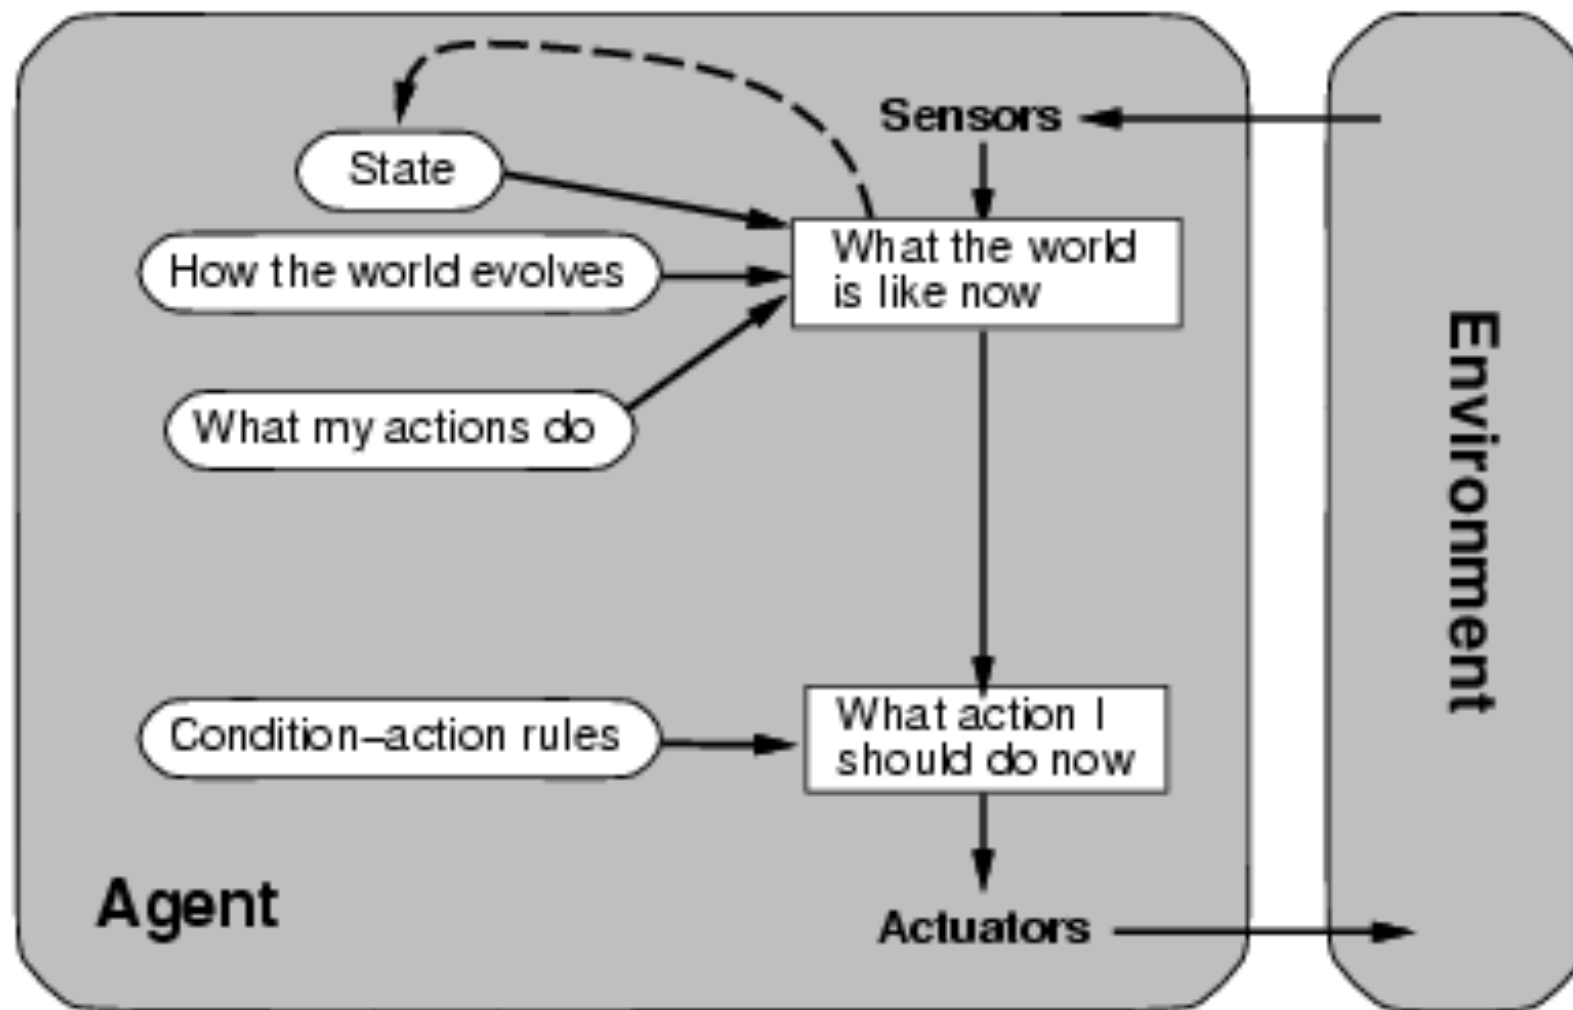 Sensors
State
What the world
is like now
How the world evolves
What my actions do
Environment
Condition–action rules
What action I
should do now
Agent
Actuators